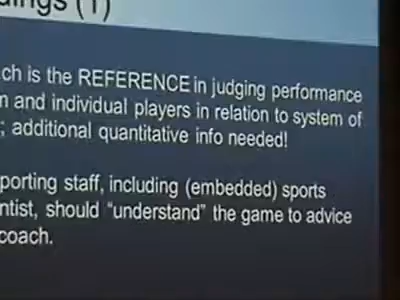 dings (1)
ch is the REFERENCE in judging performance
m and individual players in relation to system of
; additional quantitative info needed!
porting staff, including (embedded) sports
ntist, should “understand” the game to advice
coach.